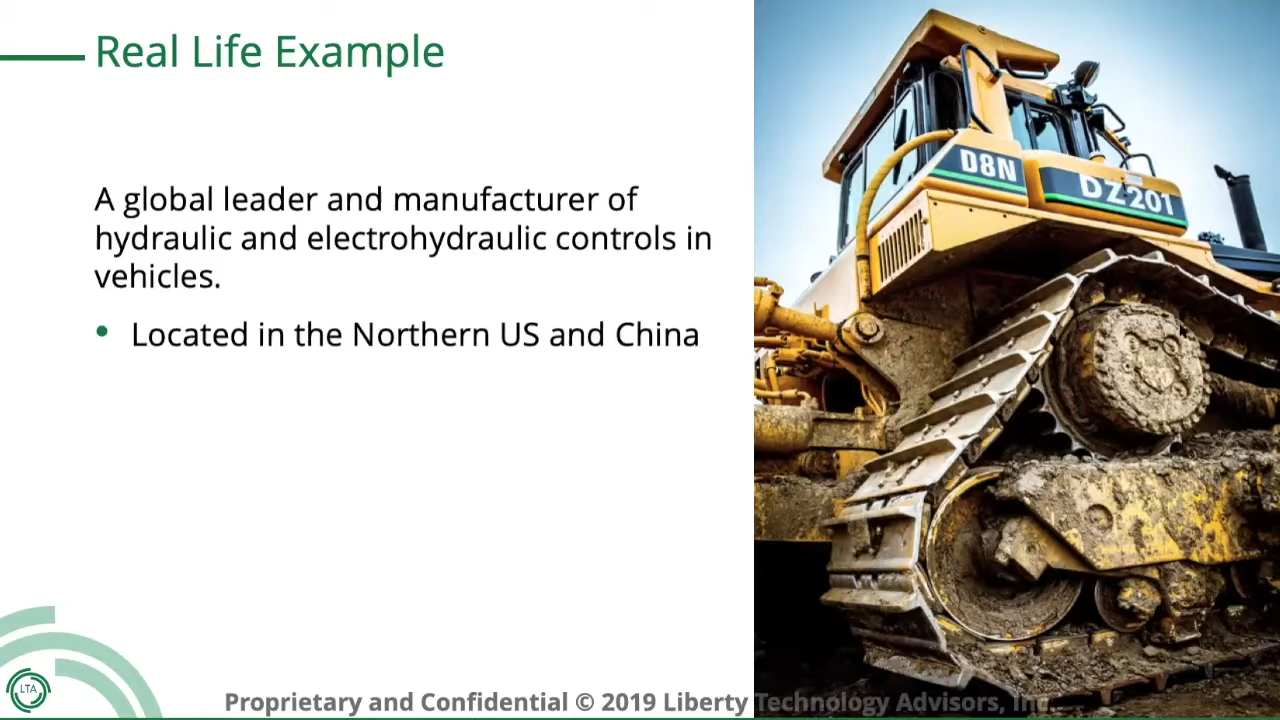 Real Life Example
A global leader and manufacturer of
hydraulic and electrohydraulic controls in
vehicles.
• Located in the Northern US and China
D8N
DZ201
LTA
Proprietary and Confidential © 2019 Liberty Technology Advisors, Inc.